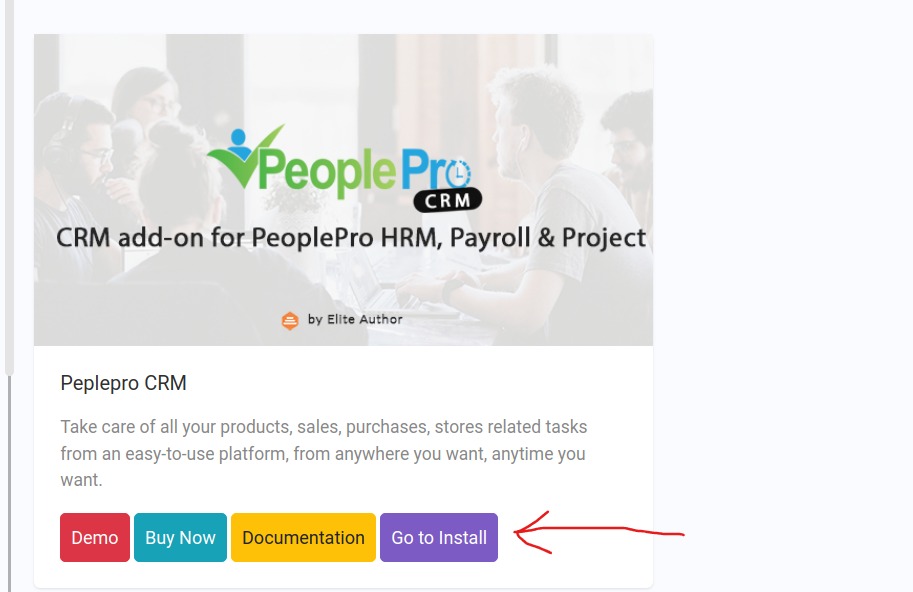 PeoplePro
CRM
CRM add-on for PeoplePro HRM, Payroll & Project
by Elite Author
Peplepro CRM
Take care of all your products, sales, purchases, stores related tasks
from an easy-to-use platform, from anywhere you want, anytime you
want.
Demo Buy Now Documentation Go to Install